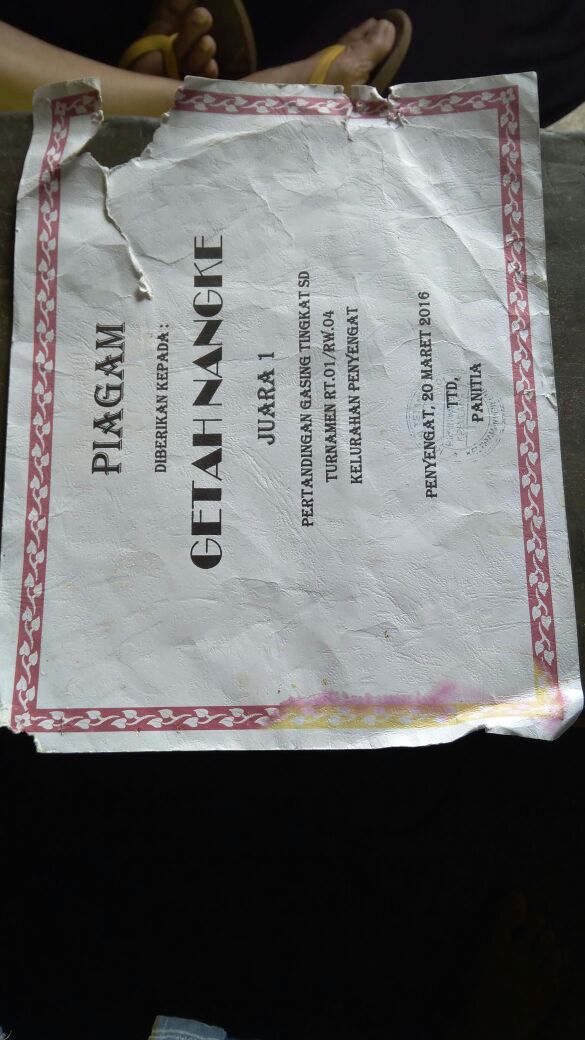 PIAGAM
DIBERIKAN KEPADA :
GETAH NANGKE
JUARA 1
PERTANDINGAN GASING TINGKAT SD
TURNAMEN RT.01/RW.04
KELURAHAN PENYENGAT
PENYENGAT, 20 MARET 2016
TTD,
PANITIA